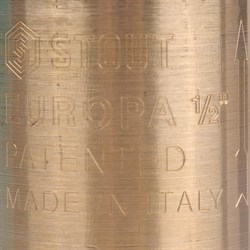 STOUT
EUROPA 1/2"
PATENTED
MADE IN ITALY